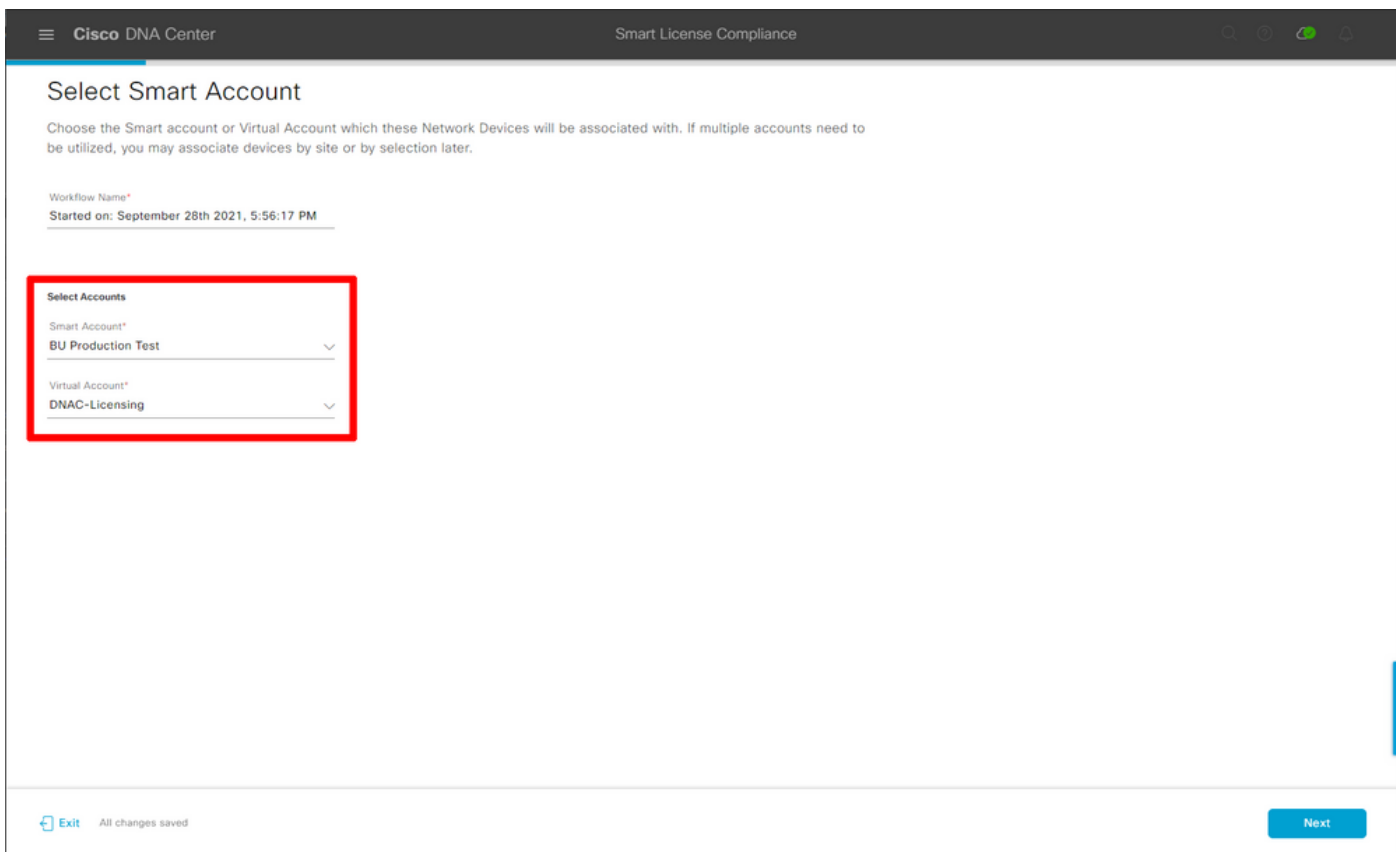 Cisco DNA Center
Smart License Compliance
Select Smart Account
Choose the Smart account or Virtual Account which these Network Devices will be associated with. If multiple accounts need to
be utilized, you may associate devices by site or by selection later.
Workflow Name*
Started on: September 28th 2021, 5:56:17 PM
Select Accounts
Smart Account*
BU Production Test
Virtual Account*
DNAC-Licensing
Exit All changes saved
Next